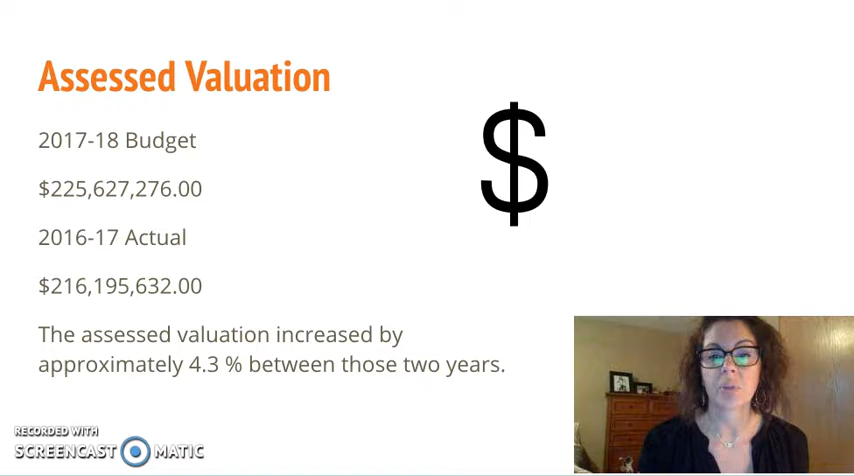 Assessed Valuation
$
2017-18 Budget
$225,627,276.00
2016-17 Actual
$216,195,632.00
The assessed valuation increased by
approximately 4.3 % between those two years.
RECORDED WITH
SCREENCAST MATIC